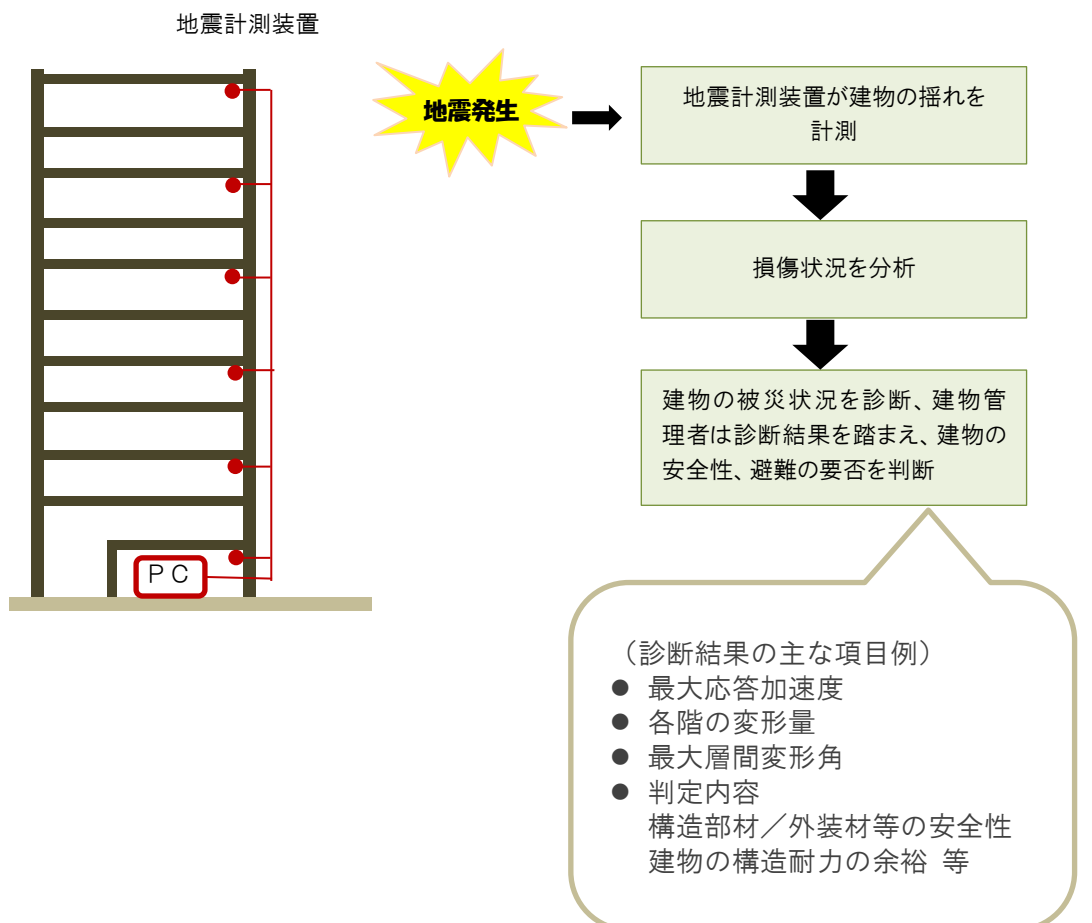 地震計測装置
地震発生
地震計測装置が建物の揺れを
計測
損傷状況を分析
建物の被災状況を診断、建物管
理者は診断結果を踏まえ、建物の
安全性、避難の要否を判断
ＰＣ
（診断結果の主な項目例）
● 最大応答加速度
● 各階の変形量
● 最大層間変形角
● 判定内容
構造部材／外装材等の安全性
建物の構造耐力の余裕 等